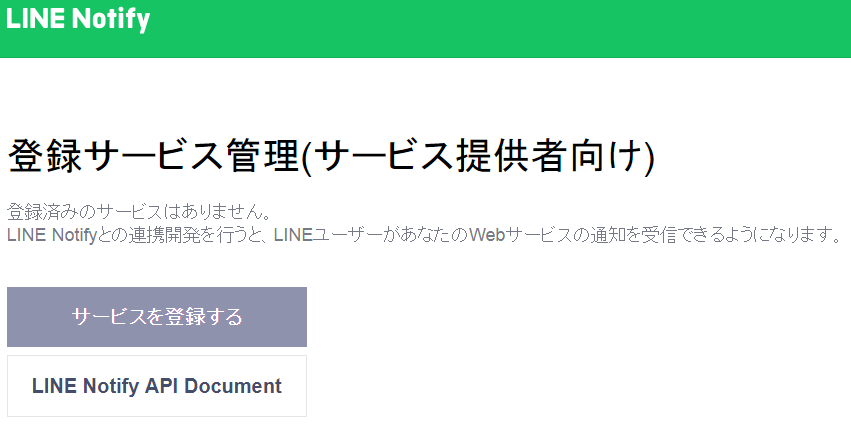 LINE Notify
登録サービス管理(サービス提供者向け)
登録済みのサービスはありません。
LINE Notifyとの連携開発を行うと、LINEユーザーがあなたのWebサービスの通知を受信できるようになります。
サービスを登録する
LINE Notify API Document